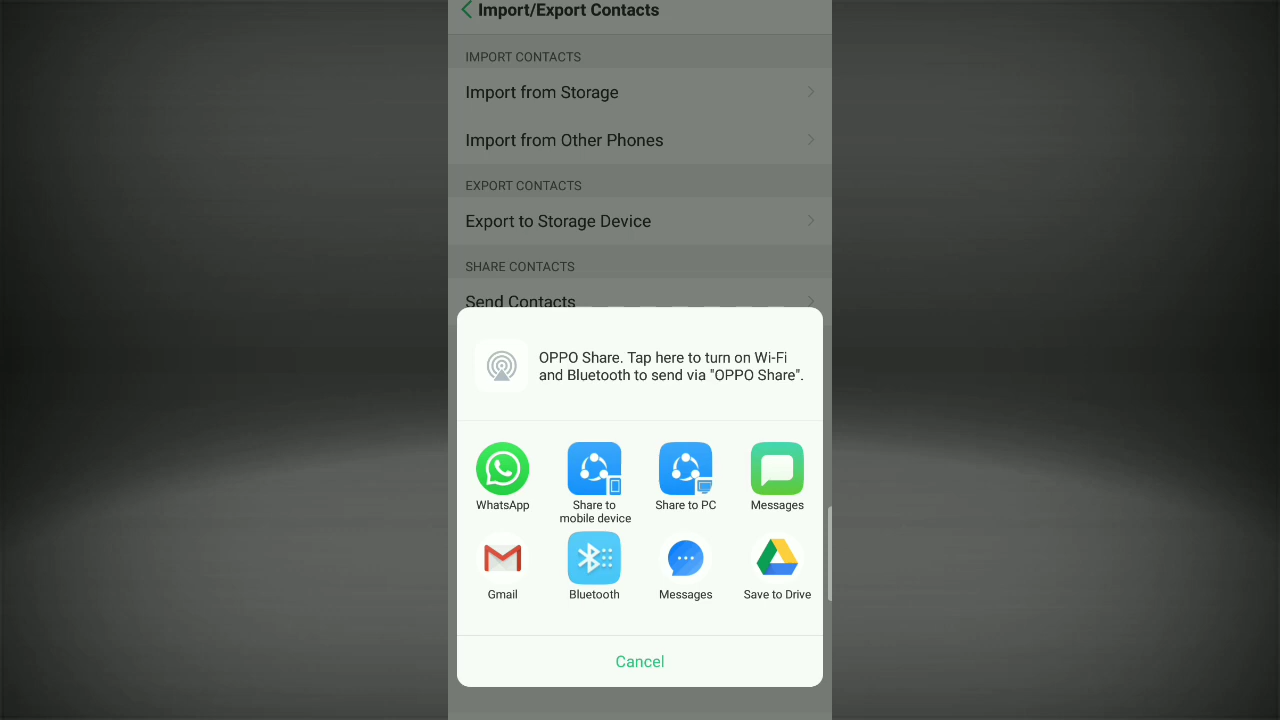 Import/Export Contacts
IMPORT CONTACTS
Import from Storage
Import from Other Phones
EXPORT CONTACTS
Export to Storage Device
SHARE CONTACTS
Send Contacts
OPPO Share. Tap here to turn on Wi-Fi
and Bluetooth to send via "OPPO Share".
WhatsApp
Share to
mobile device
Share to PC
Messages
Gmail
Bluetooth
Messages
Save to Drive
Cancel